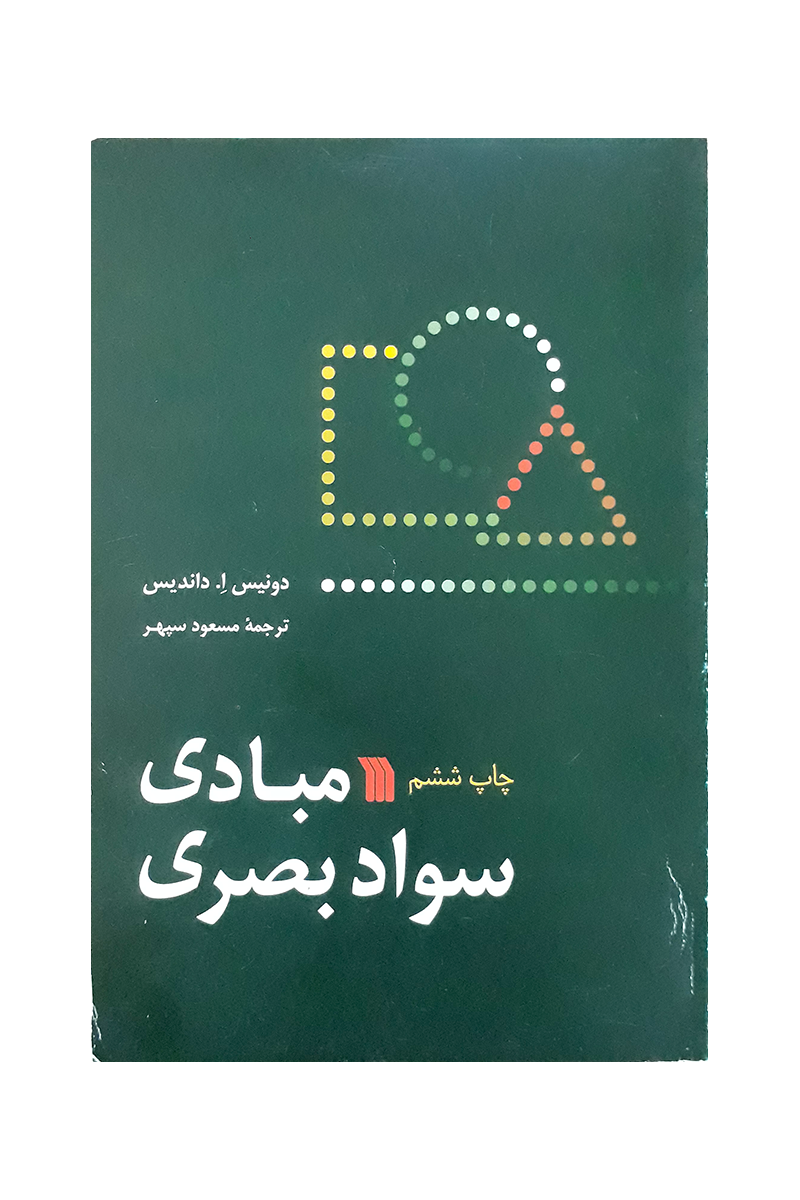 دونیس اِ. داندیس
ترجمهٔ مسعود سپهر
چاپ ششم
مبادی
سواد بصری